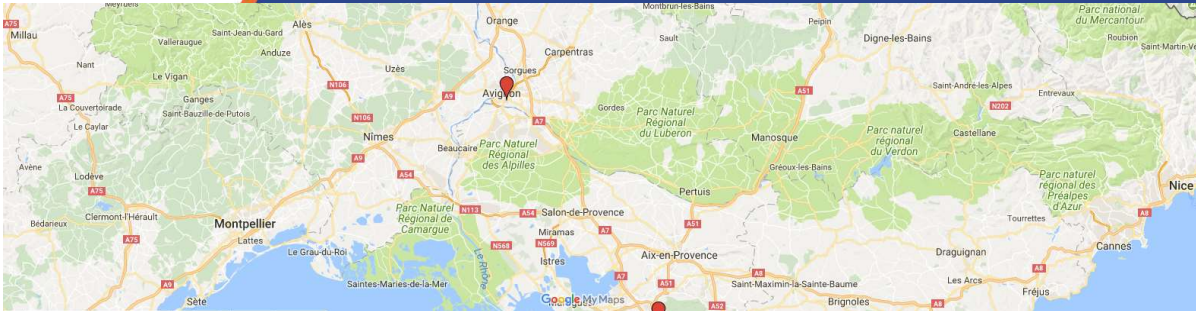 Meyrueis
Montbrun-les-Bains
Parc national
du Mercantour
A75
Millau
Saint-Jean-du-Gard
Alès
Orange
Peipin
Valleraugue
Anduze
Sault
Digne-les-Bains
Roubion
Carpentras
Saint-Martin-Vé
Nant
Uzès
Sorgues
Le Vigan
N106
Avignon
A9
A51
Saint-Andre-les-Alpes
Entrevaux
A75
La Couvertoirade
Ganges
Gordes
Parc Naturel
Régional
du Luberon
N202
Saint-Bauzille-de-Putois
N106
A7
Le Caylar
Nîmes
Manosque
Parc naturel
régional
du Verdon
Castellane
Beaucaire
Parc Naturel
Régional
des Alpilles
A9
Avène
Lodève
A54
Gréoux-les-Bains
Parc naturel
régional des
Préalpes
d'Azur
A75
Pertuis
Nice
Parc Naturel
Régional de
Camargue
N113
A54
Salon-de-Provence
Clermont-l'Hérault
Bédarieux
Montpellier
A51
Tourrettes
A8
A7
Miramas
A75
Lattes
N568
N569
Cannes
Le Grau-du-Roi
Le Rhône
Istres
Aix-en-Provence
Draguignan
A9
Saintes-Maries-de-la-Mer
A7
A51
A8
Saint-Maximin-la-Sainte-Baume
A8
Les Arcs
Fréjus
Sète
Google My Maps
A52
Brignoles
A8